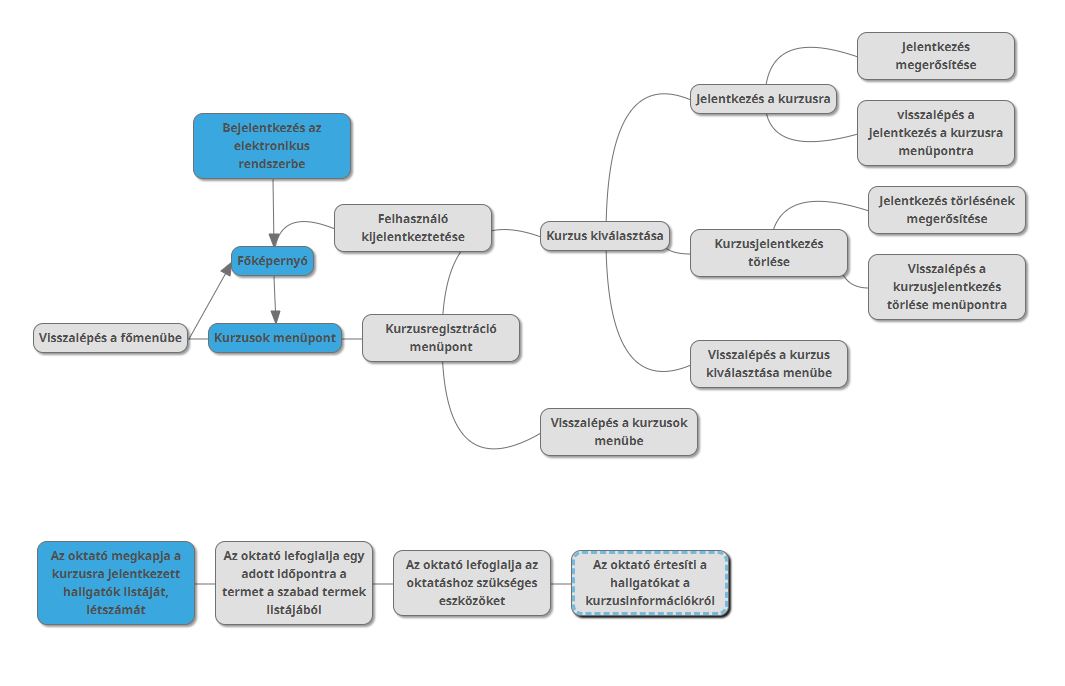 Jelentkezés
megerősítése
Jelentkezés a kurzusra
visszalépés a
Jelentkezés a kurzusra
menüpontra
Bejelentkezés az
elektronikus
rendszerbe
Jelentkezés törlésének
megerősítése
Felhasználó
kijelentkeztetése
Kurzus kiválasztása
Kurzusjelentkezés
törlése
Főképernyő
Visszalépés a
kurzusjelentkezés
törlése menüpontra
Visszalépés a főmenübe
Kurzusok menüpont
Kurzusregisztráció
menüpont
Visszalépés a kurzus
kiválasztása menübe
Visszalépés a kurzusok
menübe
Az oktató megkapja a
kurzusra jelentkezett
hallgatók listáját,
létszámát
Az oktató lefoglalja egy
adott időpontra a
termet a szabad termek
listájából
Az oktató lefoglalja az
oktatáshoz szükséges
eszközöket
Az oktató értesíti a
hallgatókat a
kurzusinformációkról